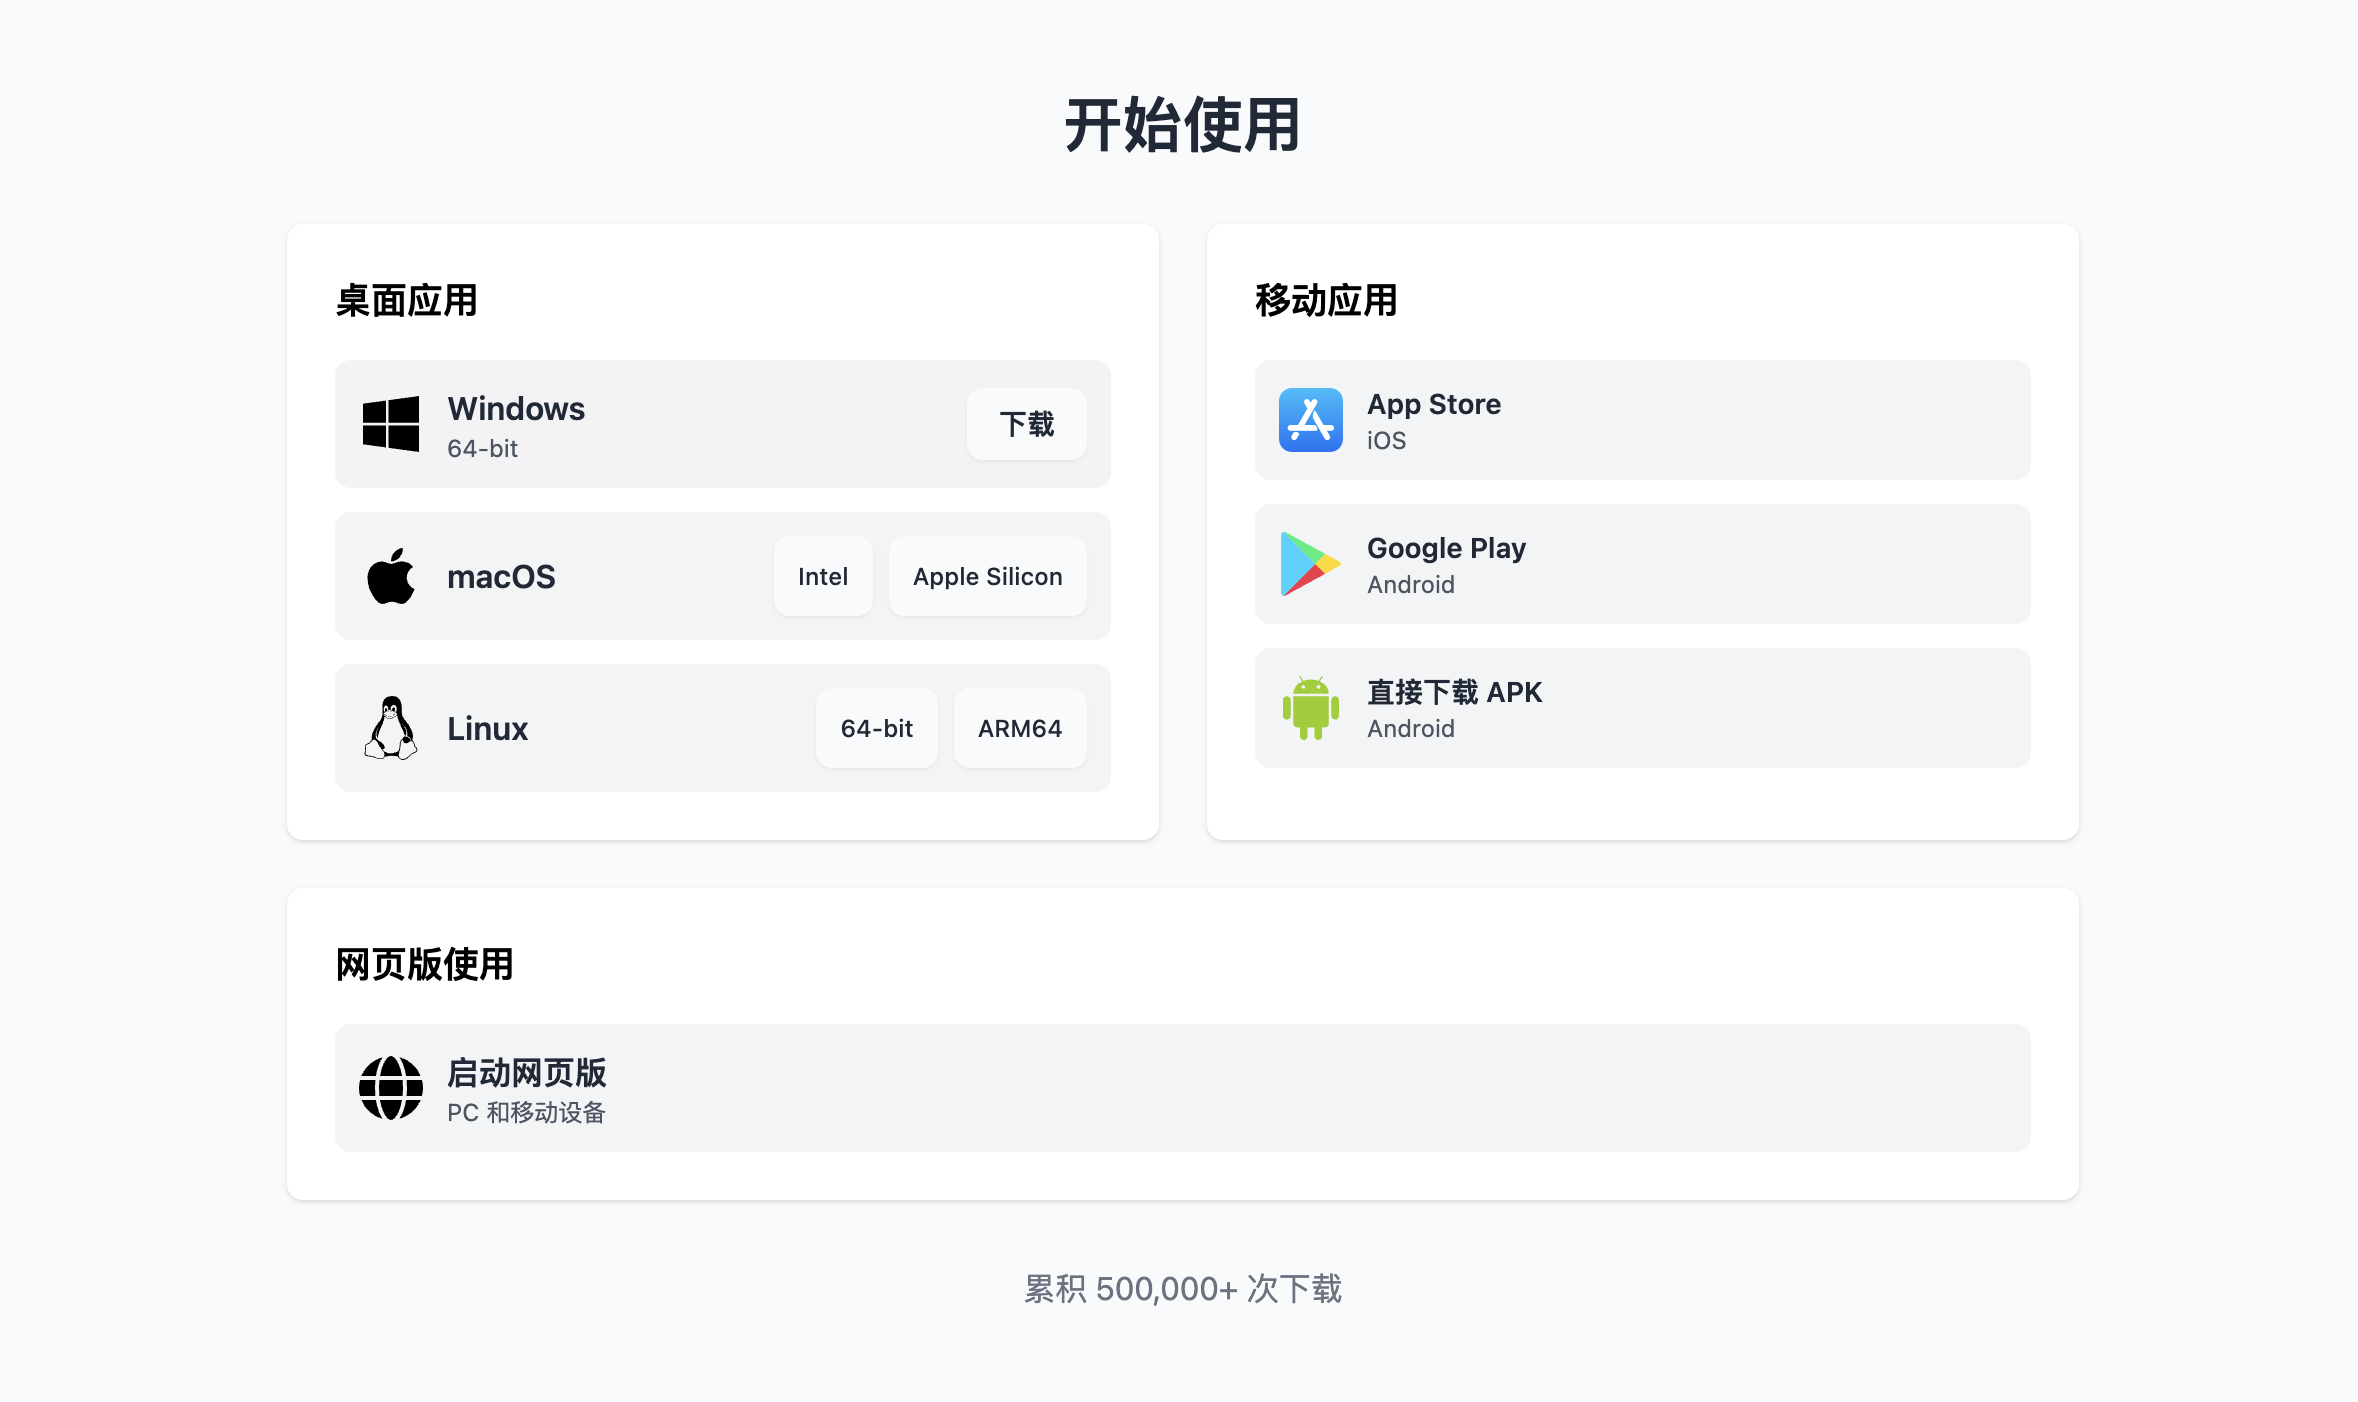 开始使用
桌面应用
Windows
64-bit
下载
macOS
Intel
Apple Silicon
Linux
64-bit
ARM64
移动应用
App Store
iOS
Google Play
Android
直接下载 APK
Android
网页版使用
启动网页版
PC 和移动设备
累积 500,000+ 次下载